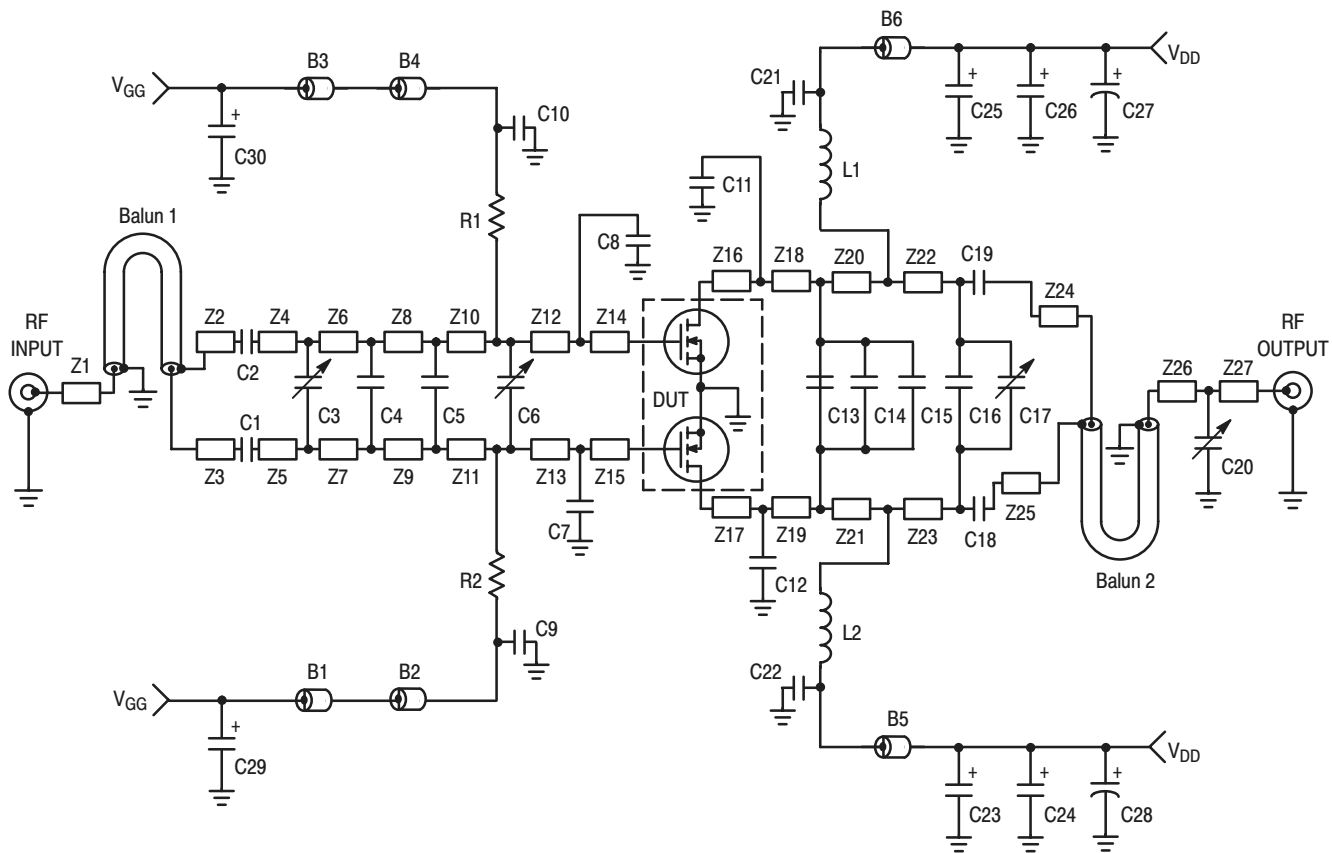 B6
V_DD
B3
B4
C21
V_GG
C10
C25
C26
C27
C30
C11
L1
Balun 1
R1
C8
Z16
Z18
Z20
Z22
C19
Z24
RF
INPUT
Z1
Z2
Z4
Z6
Z8
Z10
Z12
Z14
RF
OUTPUT
Z26
Z27
C2
DUT
C1
C3
C4
C5
C6
C13
C14
C15
C16
C17
C20
Z3
Z5
Z7
Z9
Z11
Z13
Z15
Z25
C7
Z17
Z19
Z21
Z23
C18
Balun 2
R2
C12
L2
C9
C22
B1
B2
V_GG
B5
V_DD
C29
C23
C24
C28
+
+
+
+
+
+
+
+